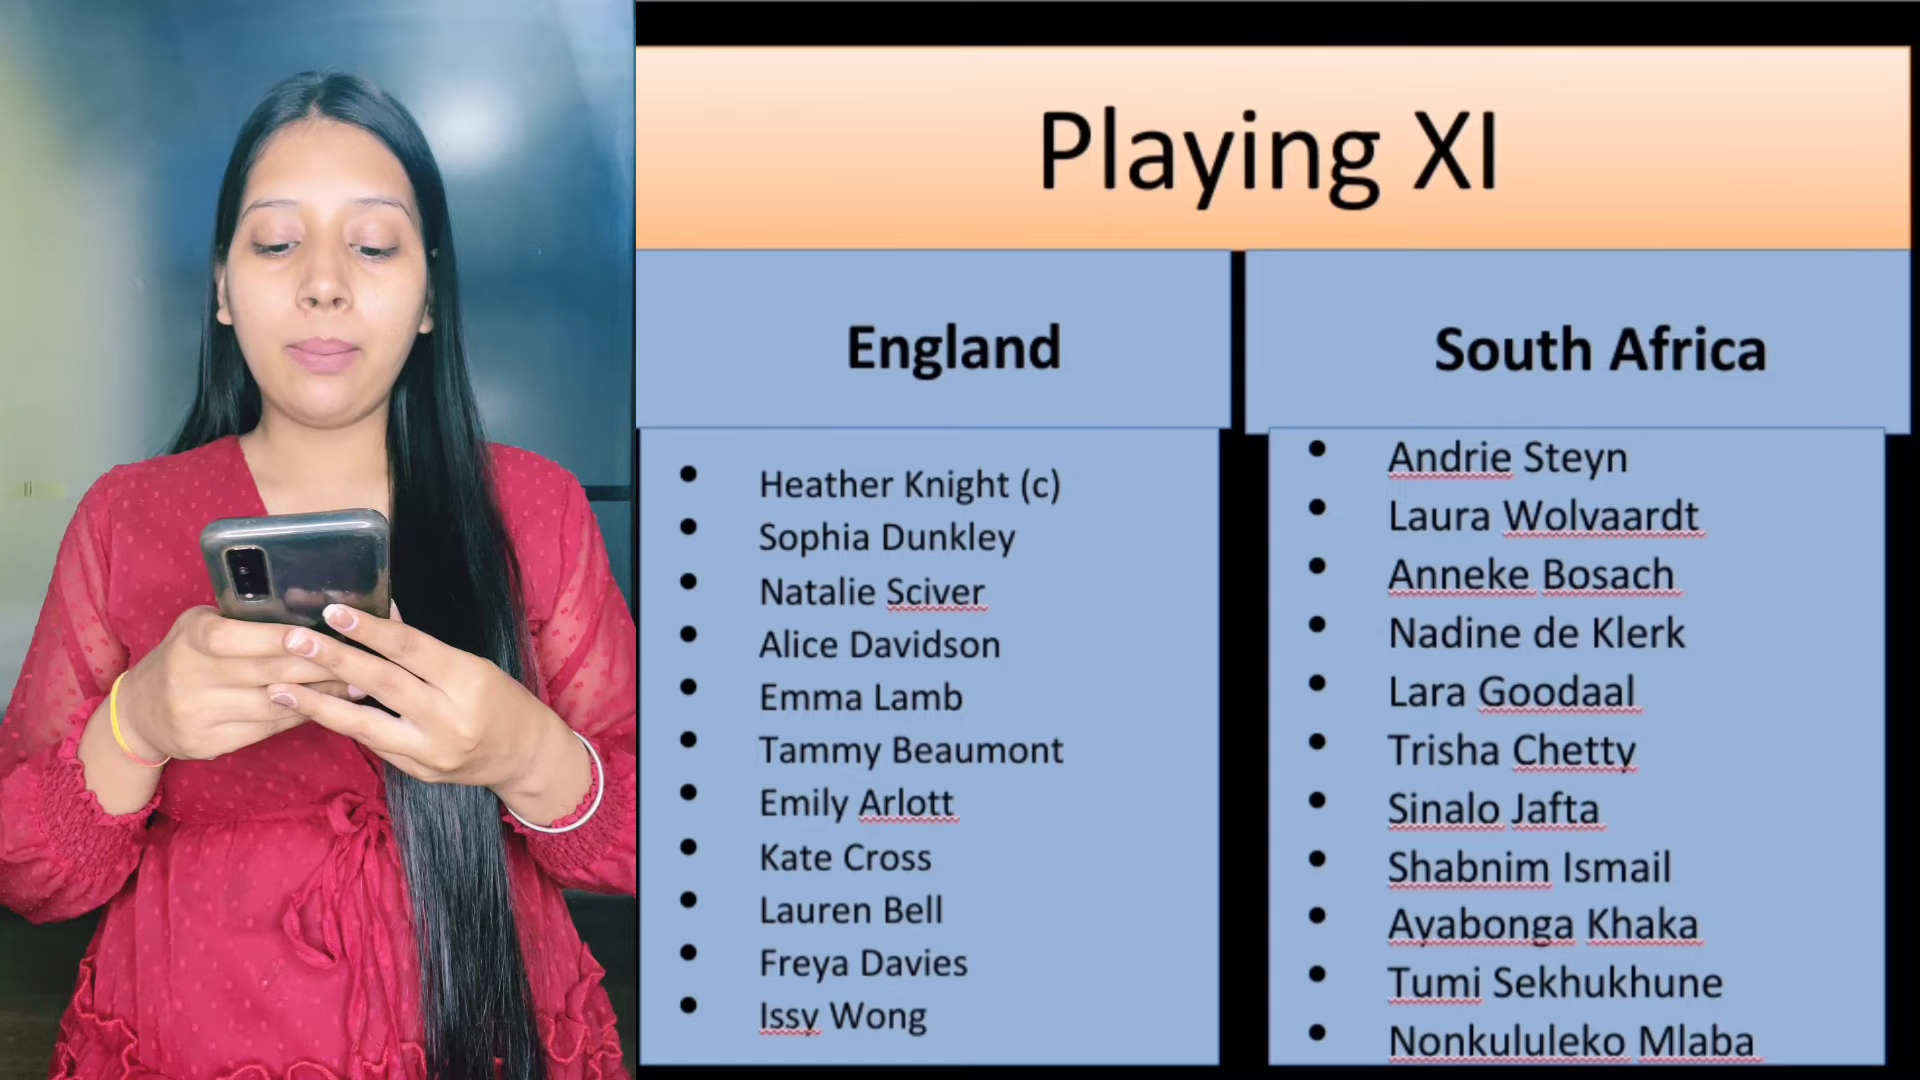 Playing XI
England
Heather Knight (c)
Sophia Dunkley
Natalie Sciver
Alice Davidson
Emma Lamb
Tammy Beaumont
Emily Arlott
Kate Cross
Lauren Bell
Freya Davies
Issy Wong
South Africa
Andrie Steyn
Laura Wolvaardt
Anneke Bosach
Nadine de Klerk
Lara Goodaal
Trisha Chetty
Sinalo Jafta
Shabnim Ismail
Ayabonga Khaka
Tumi Sekhukhune
Nonkululeko Mlaba